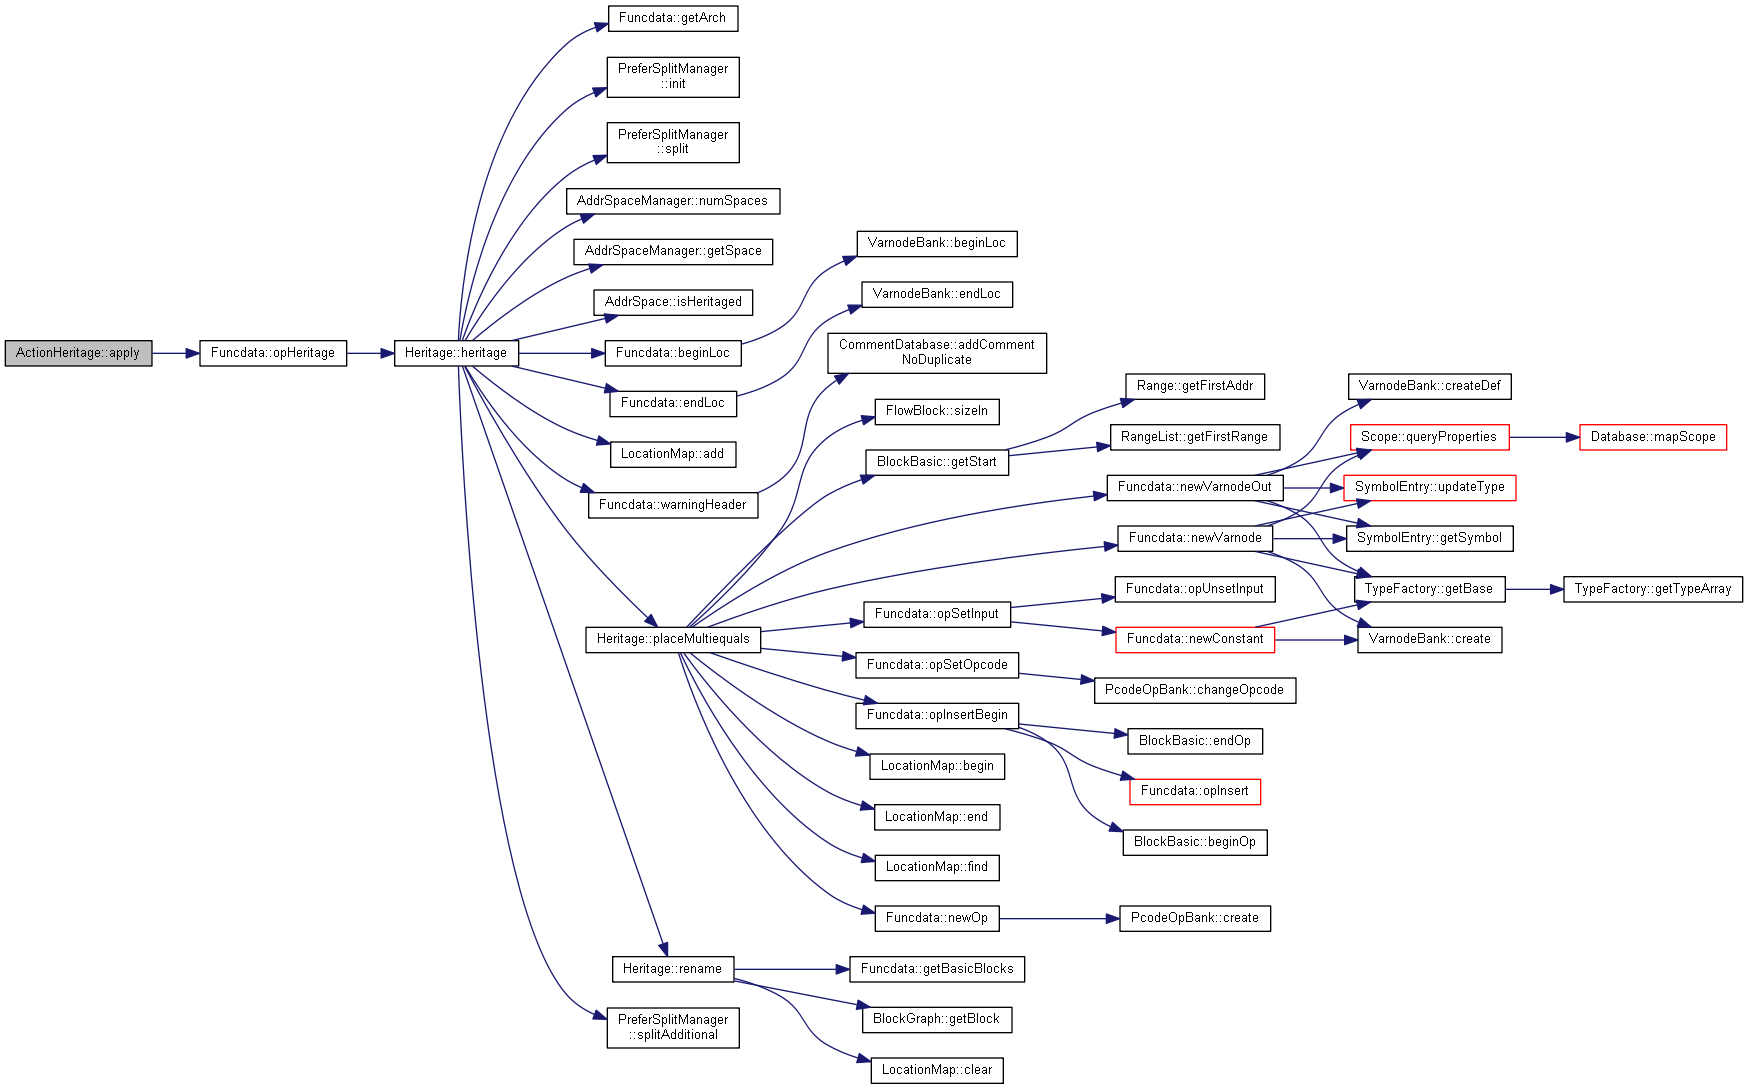 ActionHeritage::apply
Funcdata::opHeritage
Heritage::heritage
Funcdata::getArch
PreferSplitManager
::init
PreferSplitManager
::split
AddrSpaceManager::numSpaces
AddrSpaceManager::getSpace
AddrSpace::isHeritaged
Funcdata::beginLoc
Funcdata::endLoc
LocationMap::add
Funcdata::warningHeader
Heritage::placeMultiequals
Heritage::rename
PreferSplitManager
::splitAdditional
VarnodeBank::beginLoc
VarnodeBank::endLoc
CommentDatabase::addComment
NoDuplicate
FlowBlock::sizeIn
BlockBasic::getStart
Funcdata::opSetInput
Funcdata::opSetOpcode
Funcdata::opInsertBegin
LocationMap::begin
LocationMap::end
LocationMap::find
Funcdata::newOp
Funcdata::getBasicBlocks
BlockGraph::getBlock
LocationMap::clear
Range::getFirstAddr
RangeList::getFirstRange
Funcdata::newVarnodeOut
Funcdata::newVarnode
Funcdata::opUnsetInput
Funcdata::newConstant
PcodeOpBank::changeOpcode
BlockBasic::endOp
Funcdata::opInsert
BlockBasic::beginOp
PcodeOpBank::create
VarnodeBank::createDef
Scope::queryProperties
SymbolEntry::updateType
SymbolEntry::getSymbol
TypeFactory::getBase
VarnodeBank::create
Database::mapScope
TypeFactory::getTypeArray